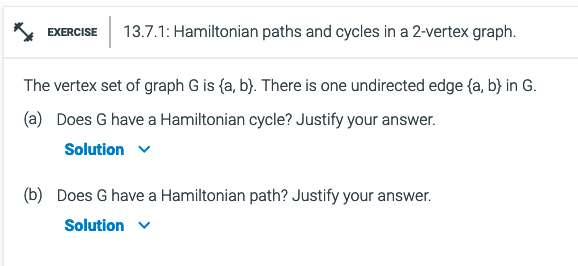 EXERCISE 13.7.1: Hamiltonian paths and cycles in a 2-vertex graph.
The vertex set of graph G is {a, b}. There is one undirected edge {a, b} in G.
(a) Does G have a Hamiltonian cycle? Justify your answer.
Solution
(b) Does G have a Hamiltonian path? Justify your answer.
Solution